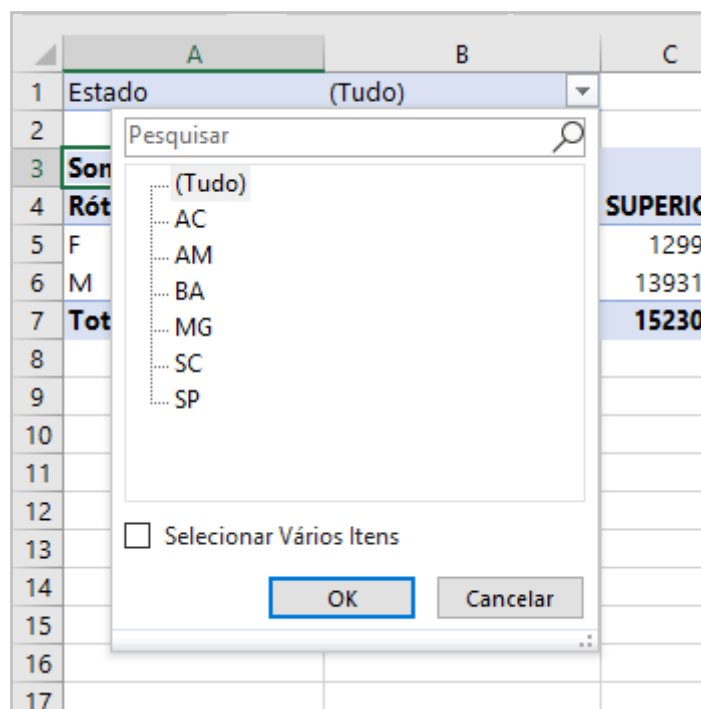 A B C
1 Estado (Tudo)
2 Pesquisar
3 Son
(Tudo)
4 Rót SUPERIO
AC
5 F 1299
AM
6 M BA 13931
7 Tot MG 15230
8 SC
9 SP
10
11
12
Selecionar Vários Itens
13
14 OK Cancelar
15
16
17